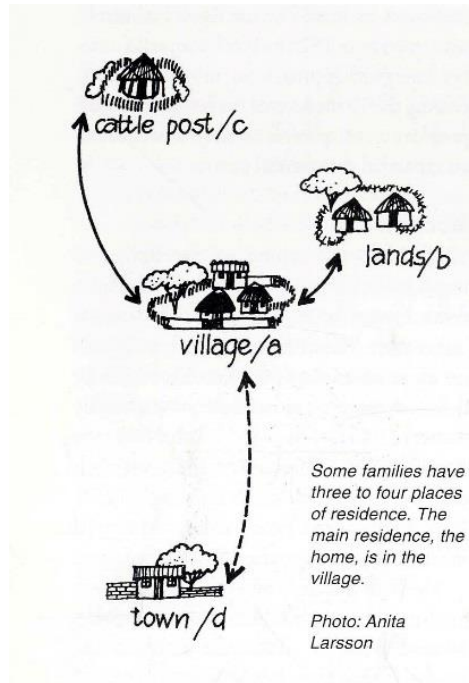 cattle post/c
lands/b
village/a
Some families have
three to four places
of residence. The
main residence, the
home, is in the
village.
Photo: Anita
Larsson
town/d